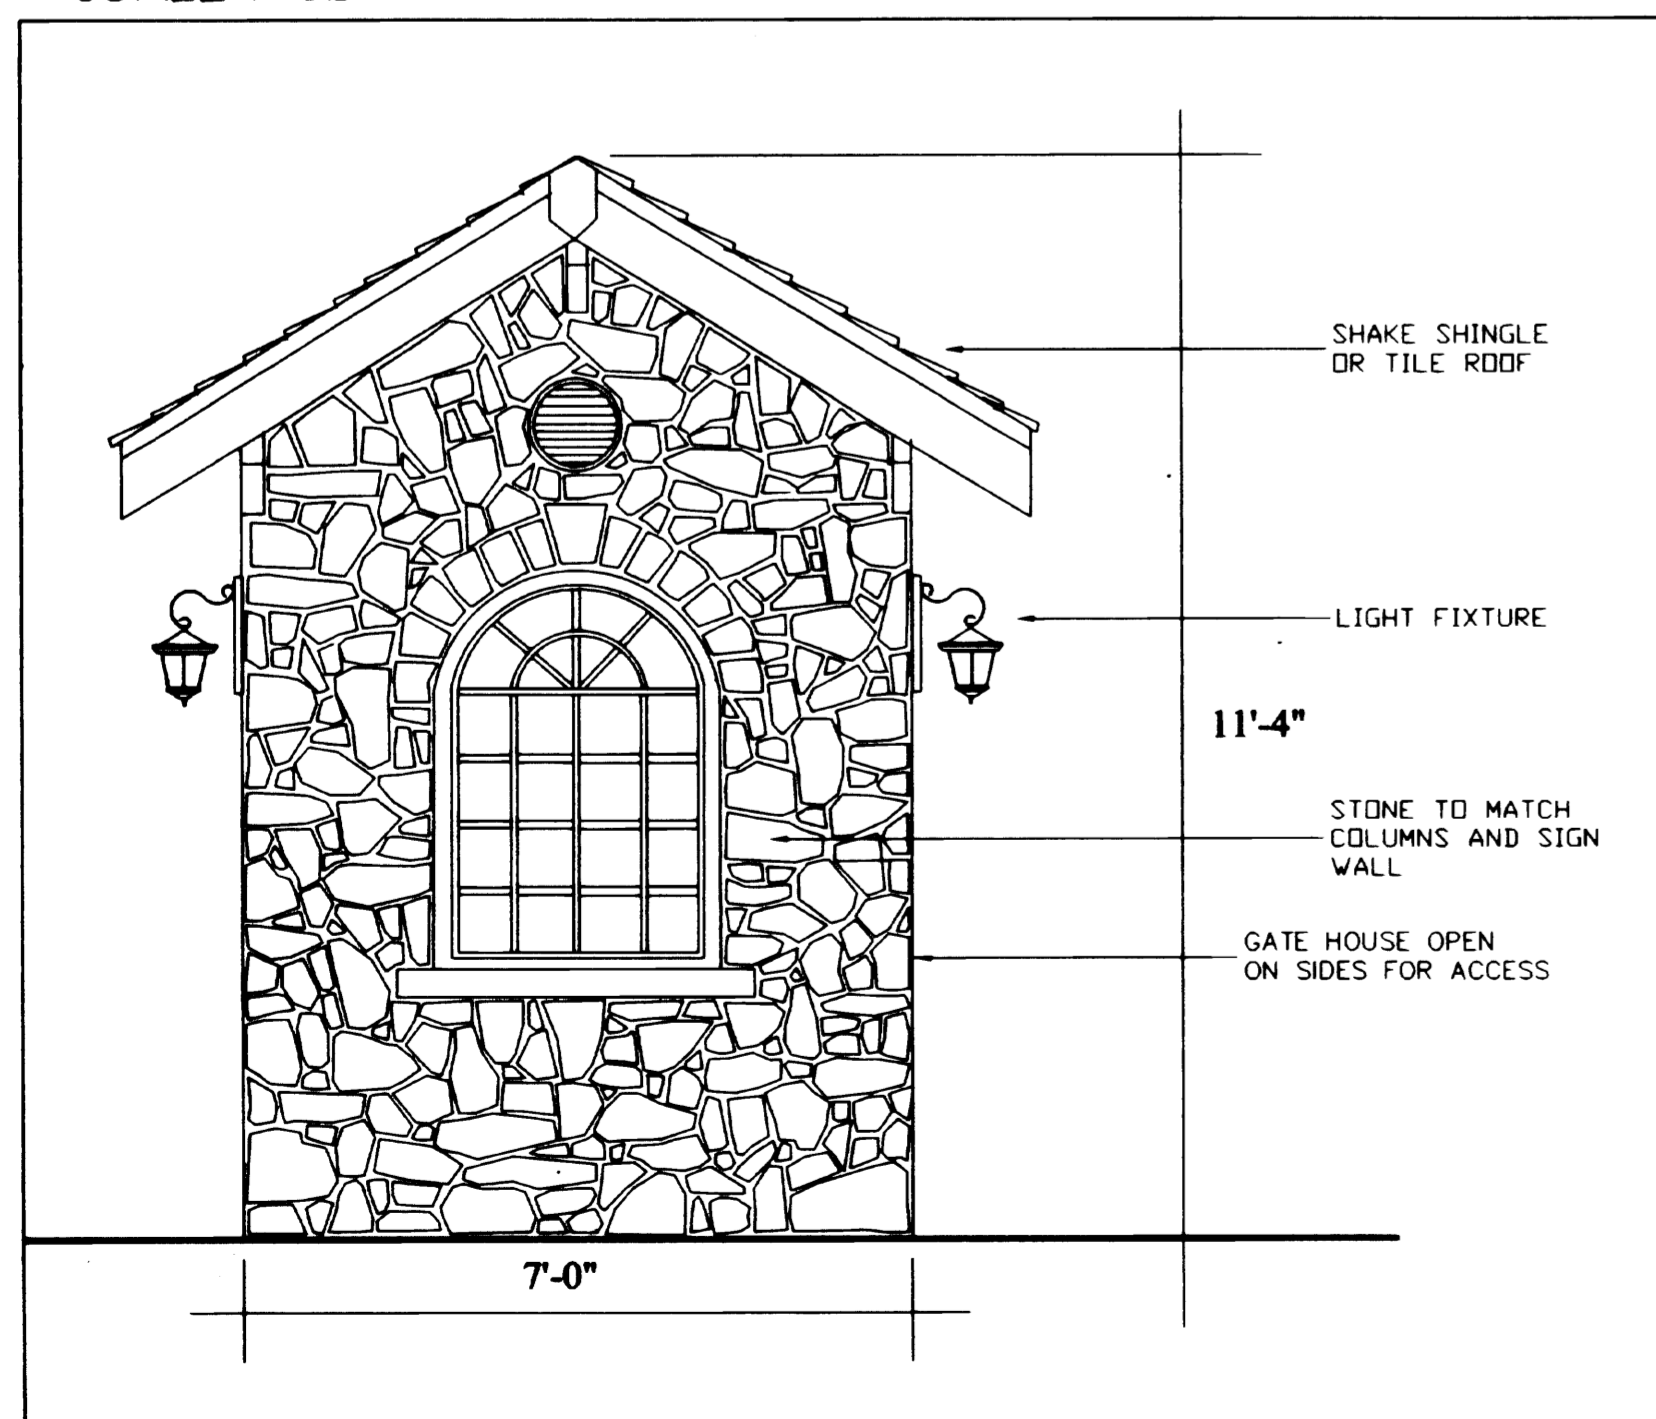 SHAKE SHINGLE
OR TILE ROOF
LIGHT FIXTURE
11'-4"
STONE TO MATCH
COLUMNS AND SIGN
WALL
GATE HOUSE OPEN
ON SIDES FOR ACCESS
7'-0"